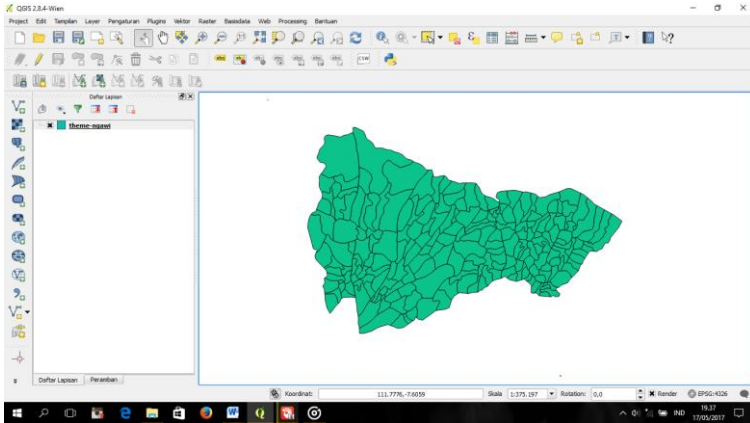 QGIS 2.8.4-Wien
Project Edit Tampilan Layer Pengaturan Plugins Vektor Raster Basisdata Web Processing Bantuan
Daftar Lapisan
theme-ngawi
Daftar Lapisan Peramban
Koordinat: 111.7776,-7.6059 Skala 1:375.197 Rotation: 0,0 Render EPSG:4326
IND 19.37
17/05/2017